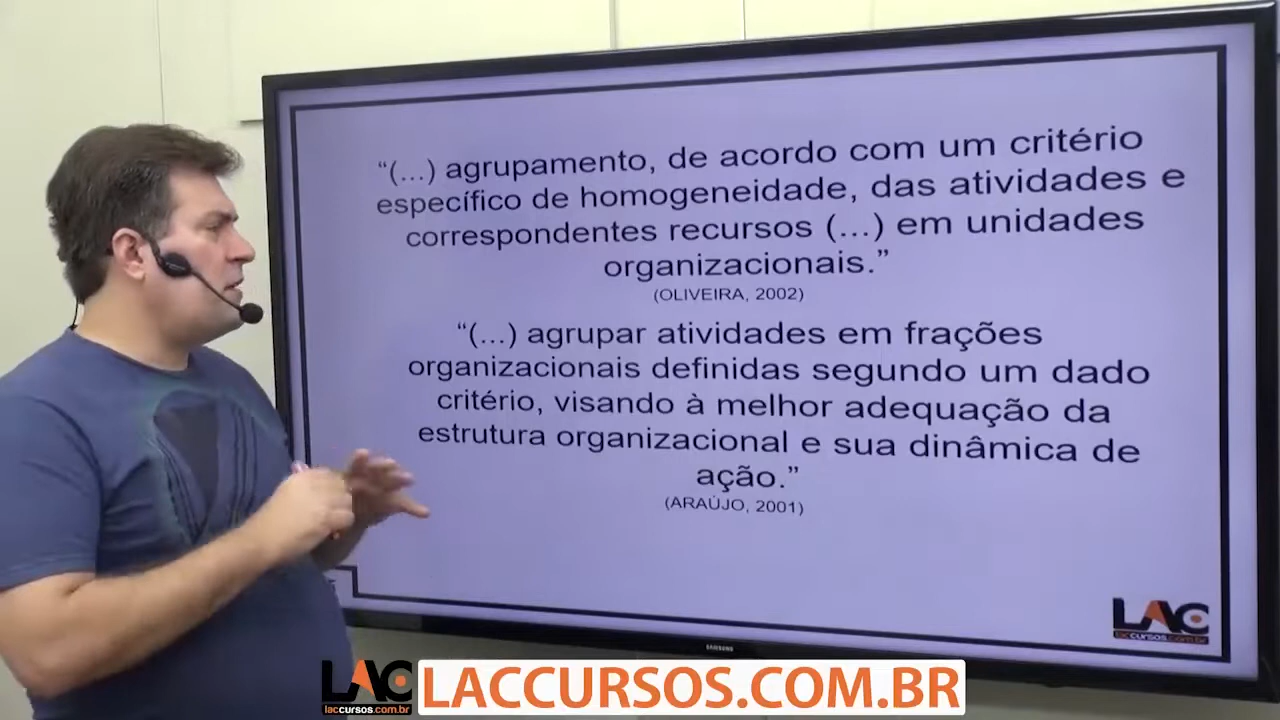 “(...) agrupamento, de acordo com um critério
específico de homogeneidade, das atividades e
correspondentes recursos (...) em unidades
organizacionais.”
(OLIVEIRA, 2002)
“(...) agrupar atividades em frações
organizacionais definidas segundo um dado
critério, visando à melhor adequação da
estrutura organizacional e sua dinâmica de
ação.”
(ARAÚJO, 2001)
LAC
laccursos.com.br
SAMSUNG
LAC
laccursos.com.br
LACCURSOS.COM.BR